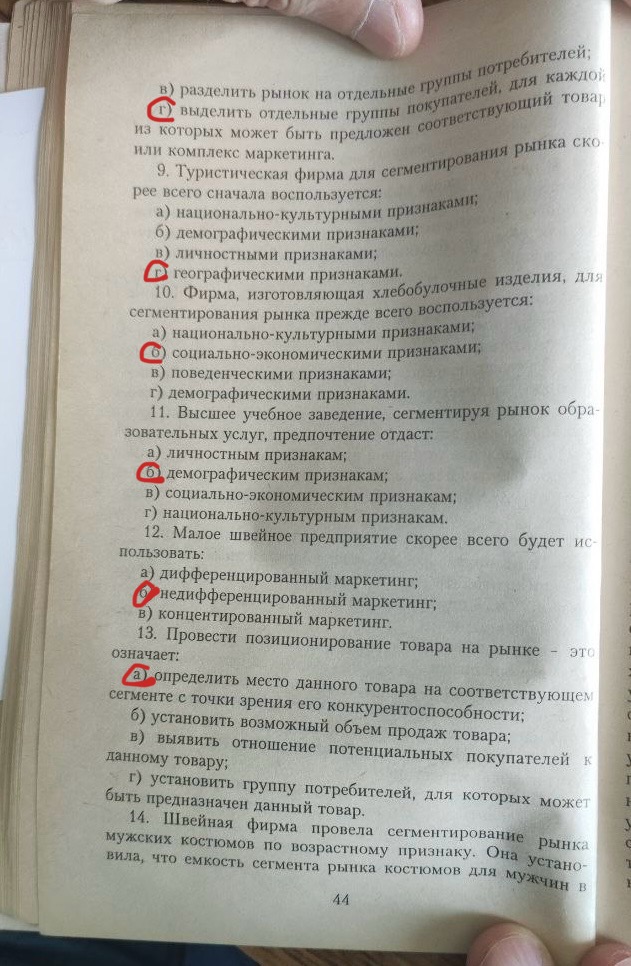 в) разделить рынок на отдельные группы потребителей;
г) выделить отдельные группы покупателей, для каждой
из которых может быть предложен соответствующий товар
или комплекс маркетинга.
9. Туристическая фирма для сегментирования рынка ско-
рее всего сначала воспользуется:
а) национально-культурными признаками;
б) демографическими признаками;
в) личностными признаками;
г) географическими признаками.
10. Фирма, изготовляющая хлебобулочные изделия, для
сегментирования рынка прежде всего воспользуется:
а) национально-культурными признаками;
б) социально-экономическими признаками;
в) поведенческими признаками;
г) демографическими признаками.
11. Высшее учебное заведение, сегментируя рынок обра-
зовательных услуг, предпочтение отдаст:
а) личностным признакам;
б) демографическим признакам;
в) социально-экономическим признакам;
г) национально-культурным признакам.
12. Малое швейное предприятие скорее всего будет ис-
пользовать:
а) дифференцированный маркетинг;
б) недифференцированный маркетинг;
в) концентрированный маркетинг.
13. Провести позиционирование товара на рынке – это
означает:
а) определить место данного товара на соответствующем
сегменте с точки зрения его конкурентоспособности;
б) установить возможный объем продаж товара;
в) выявить отношение потенциальных покупателей к
данному товару;
г) установить группу потребителей, для которых может
быть предназначен данный товар.
14. Швейная фирма провела сегментирование рынка
мужских костюмов по возрастному признаку. Она устано-
вила, что емкость сегмента рынка костюмов для мужчин в
44